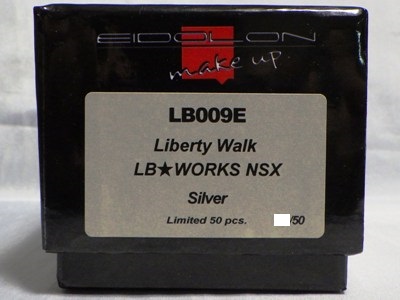 EIDOLON
make up
LB009E
Liberty Walk
LB★WORKS NSX
Silver
Limited 50 pcs. /50